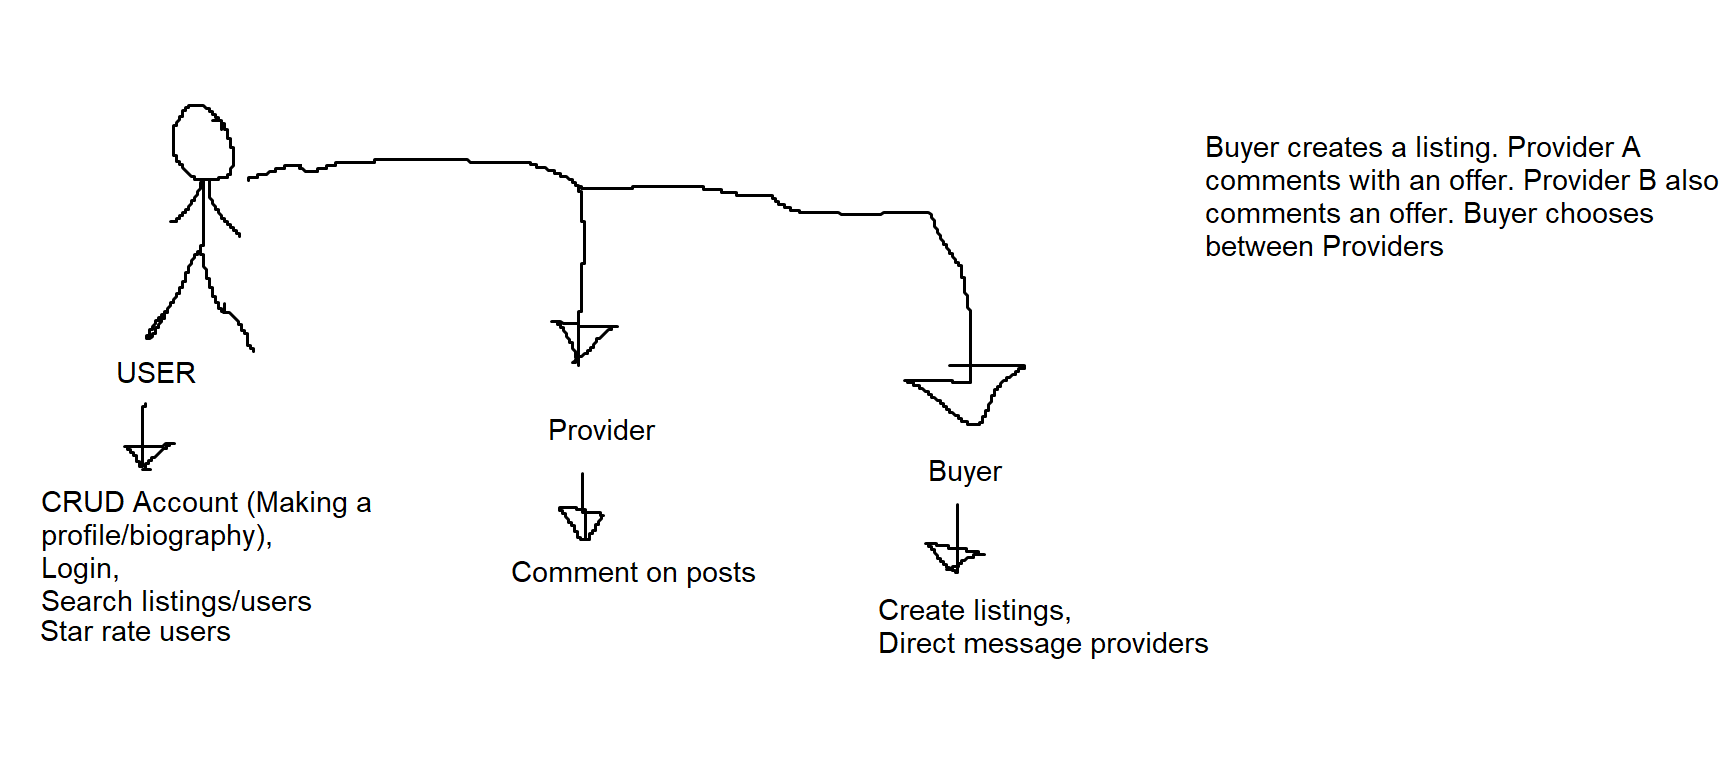 Buyer creates a listing. Provider A
comments with an offer. Provider B also
comments an offer. Buyer chooses
between Providers
USER
CRUD Account (Making a
profile/biography),
Login,
Search listings/users
Star rate users
Provider
Comment on posts
Buyer
Create listings,
Direct message providers